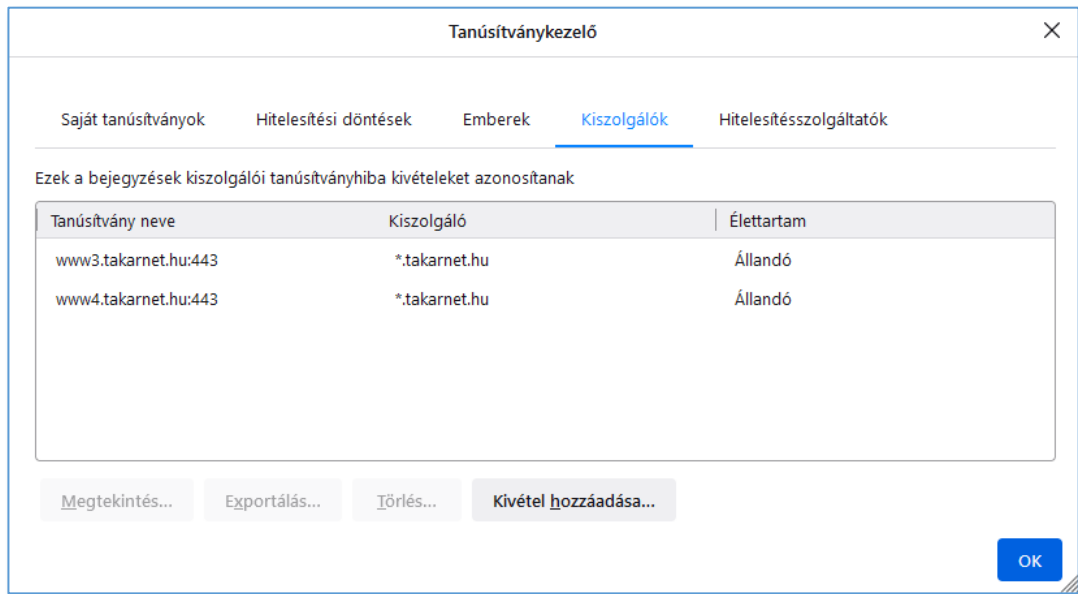 Tanúsítványkezelő
Saját tanúsítványok Hitelesítési döntések Emberek Kiszolgálók Hitelesítésszolgáltatók
Ezek a bejegyzések kiszolgálói tanúsítványhiba kivételeket azonosítanak
Tanúsítvány neve Kiszolgáló Élettartam
www3.takarnet.hu:443 *.takarnet.hu Állandó
www4.takarnet.hu:443 *.takarnet.hu Állandó
Megtekintés... Exportálás... Törlés... Kivétel hozzáadása...
OK